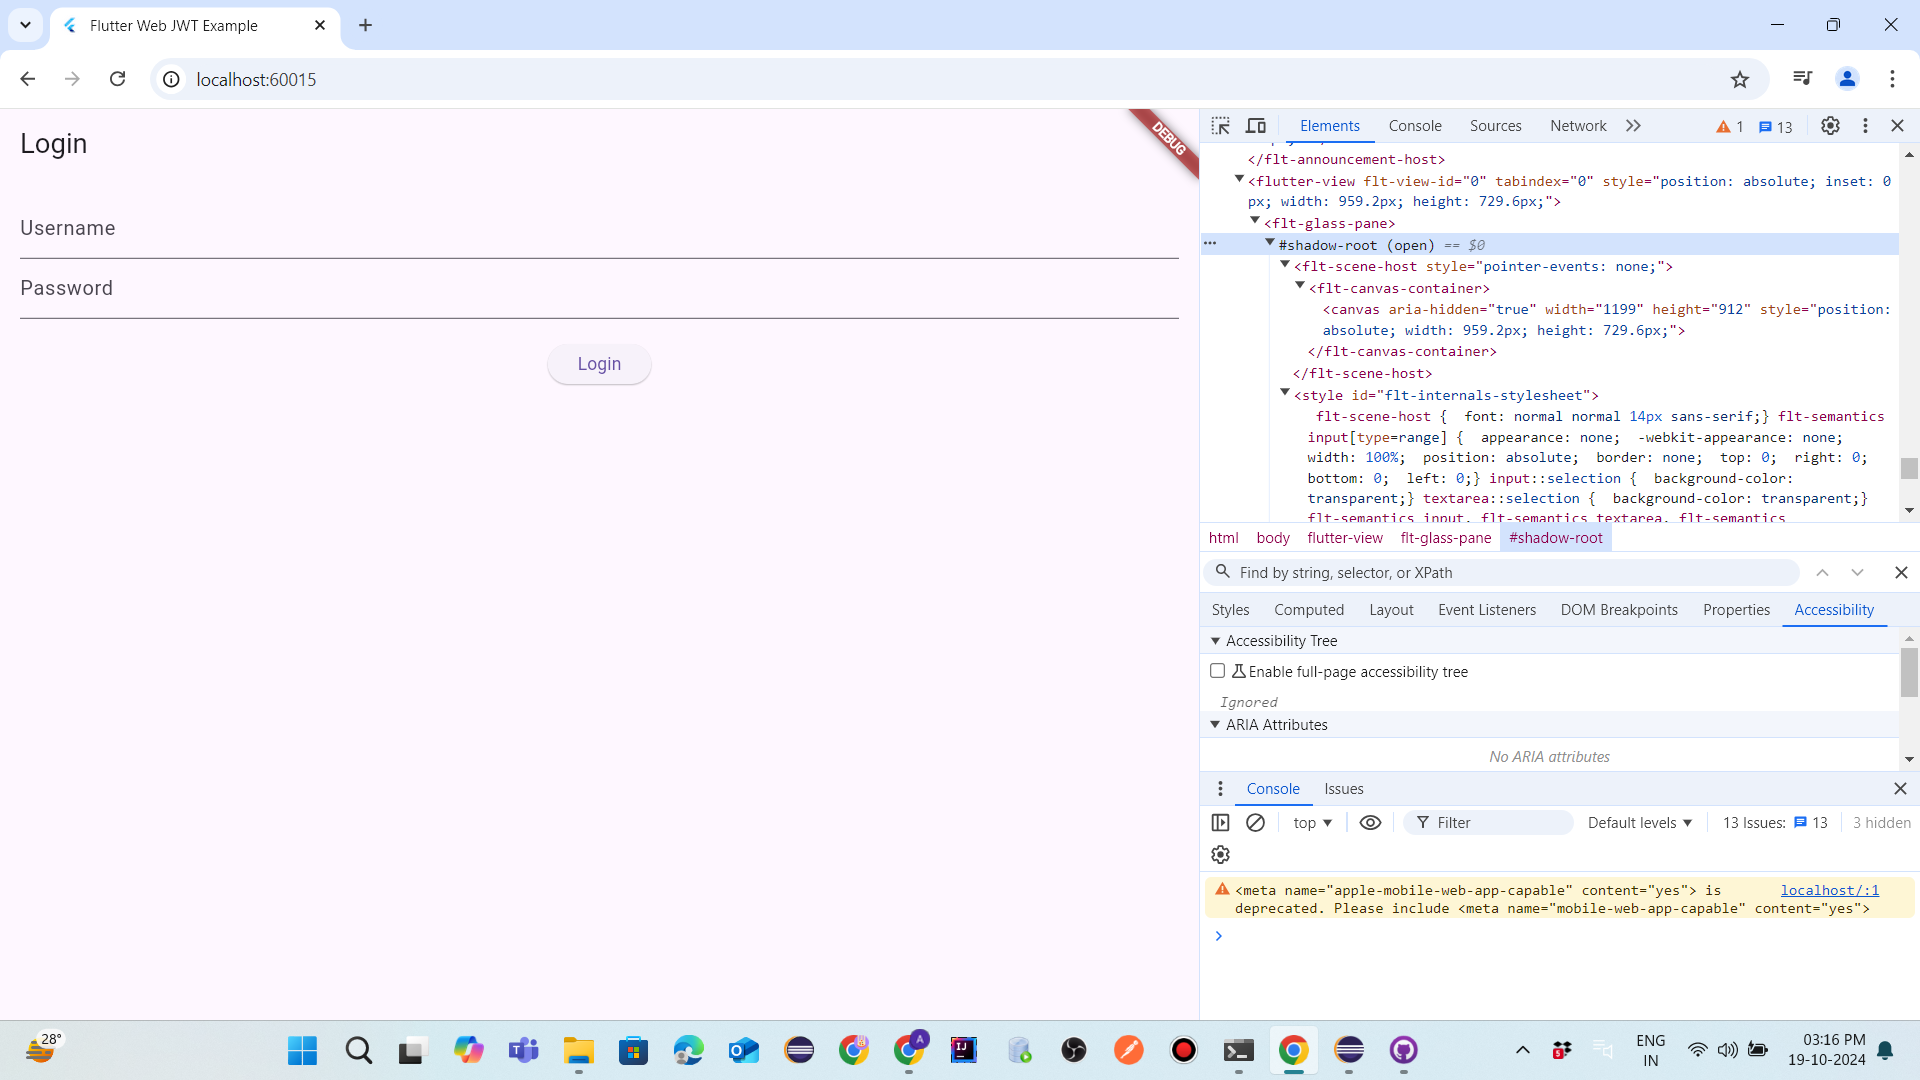 Flutter Web JWT Example
localhost:60015
Login
DEBUG
Username
Password
Login
Elements
Console
Sources
Network
1
13
</flt-announcement-host>
<flutter-view flt-view-id="0" tabindex="0" style="position: absolute; inset: 0
px; width: 959.2px; height: 729.6px;">
<flt-glass-pane>
#shadow-root (open) == $0
<flt-scene-host style="pointer-events: none;">
<flt-canvas-container>
<canvas aria-hidden="true" width="1199" height="912" style="position:
absolute; width: 959.2px; height: 729.6px;">
</flt-canvas-container>
</flt-scene-host>
<style id="flt-internals-stylesheet">
flt-scene-host {  font: normal normal 14px sans-serif;} flt-semantics
input[type=range] {  appearance: none;  -webkit-appearance: none;
width: 100%;  position: absolute;  border: none;  top: 0;  right: 0;
bottom: 0;  left: 0;} input::selection {  background-color:
transparent;} textarea::selection {  background-color: transparent;}
flt-semantics input, flt-semantics textarea, flt-semantics
html body flutter-view flt-glass-pane #shadow-root
Find by string, selector, or XPath
Styles Computed Layout Event Listeners DOM Breakpoints Properties Accessibility
Accessibility Tree
Enable full-page accessibility tree
Ignored
ARIA Attributes
No ARIA attributes
Console Issues
top
Filter
Default levels
13 Issues: 13
3 hidden
<meta name="apple-mobile-web-app-capable" content="yes"> is localhost/:1
deprecated. Please include <meta name="mobile-web-app-capable" content="yes">
28°
A
IJ
5
ENG
IN
03:16 PM
19-10-2024